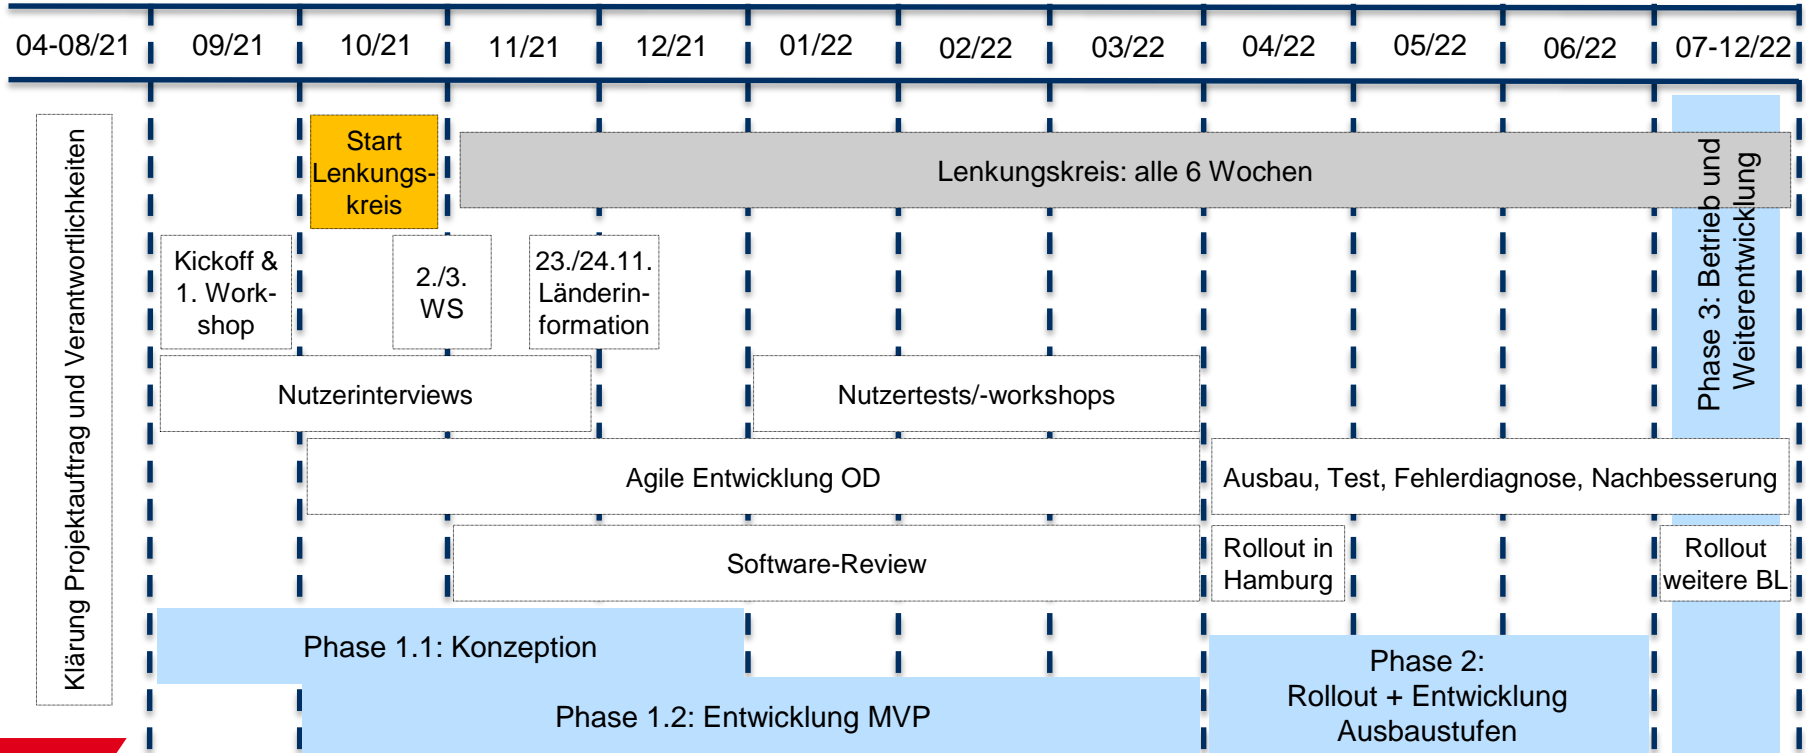 04-08/21
09/21
10/21
11/21
12/21
01/22
02/22
03/22
04/22
05/22
06/22
07-12/22
Klärung Projektauftrag und Verantwortlichkeiten
Start
Lenkungs-
kreis
Lenkungskreis: alle 6 Wochen
Phase 3: Betrieb und
Weiterentwicklung
Kickoff &
1. Work-
shop
2./3.
WS
23./24.11.
Länderin-
formation
Nutzerinterviews
Nutzertests/-workshops
Agile Entwicklung OD
Ausbau, Test, Fehlerdiagnose, Nachbesserung
Software-Review
Rollout in
Hamburg
Rollout
weitere BL
Phase 1.1: Konzeption
Phase 1.2: Entwicklung MVP
Phase 2:
Rollout + Entwicklung
Ausbaustufen